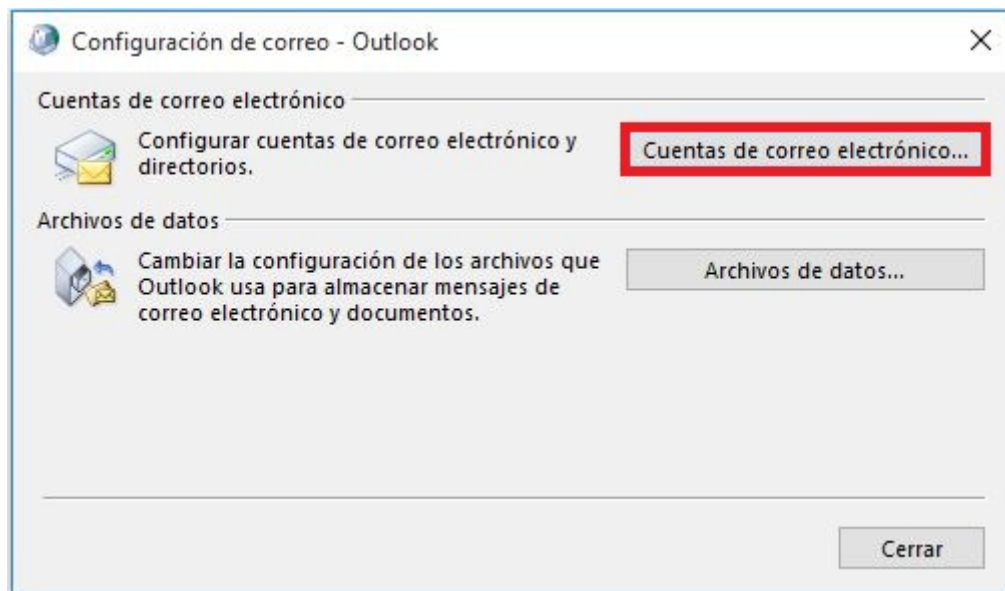 Configuración de correo - Outlook
Cuentas de correo electrónico
Configurar cuentas de correo electrónico y
directorios.
Cuentas de correo electrónico...
Archivos de datos
Cambiar la configuración de los archivos que
Outlook usa para almacenar mensajes de
correo electrónico y documentos.
Archivos de datos...
Cerrar